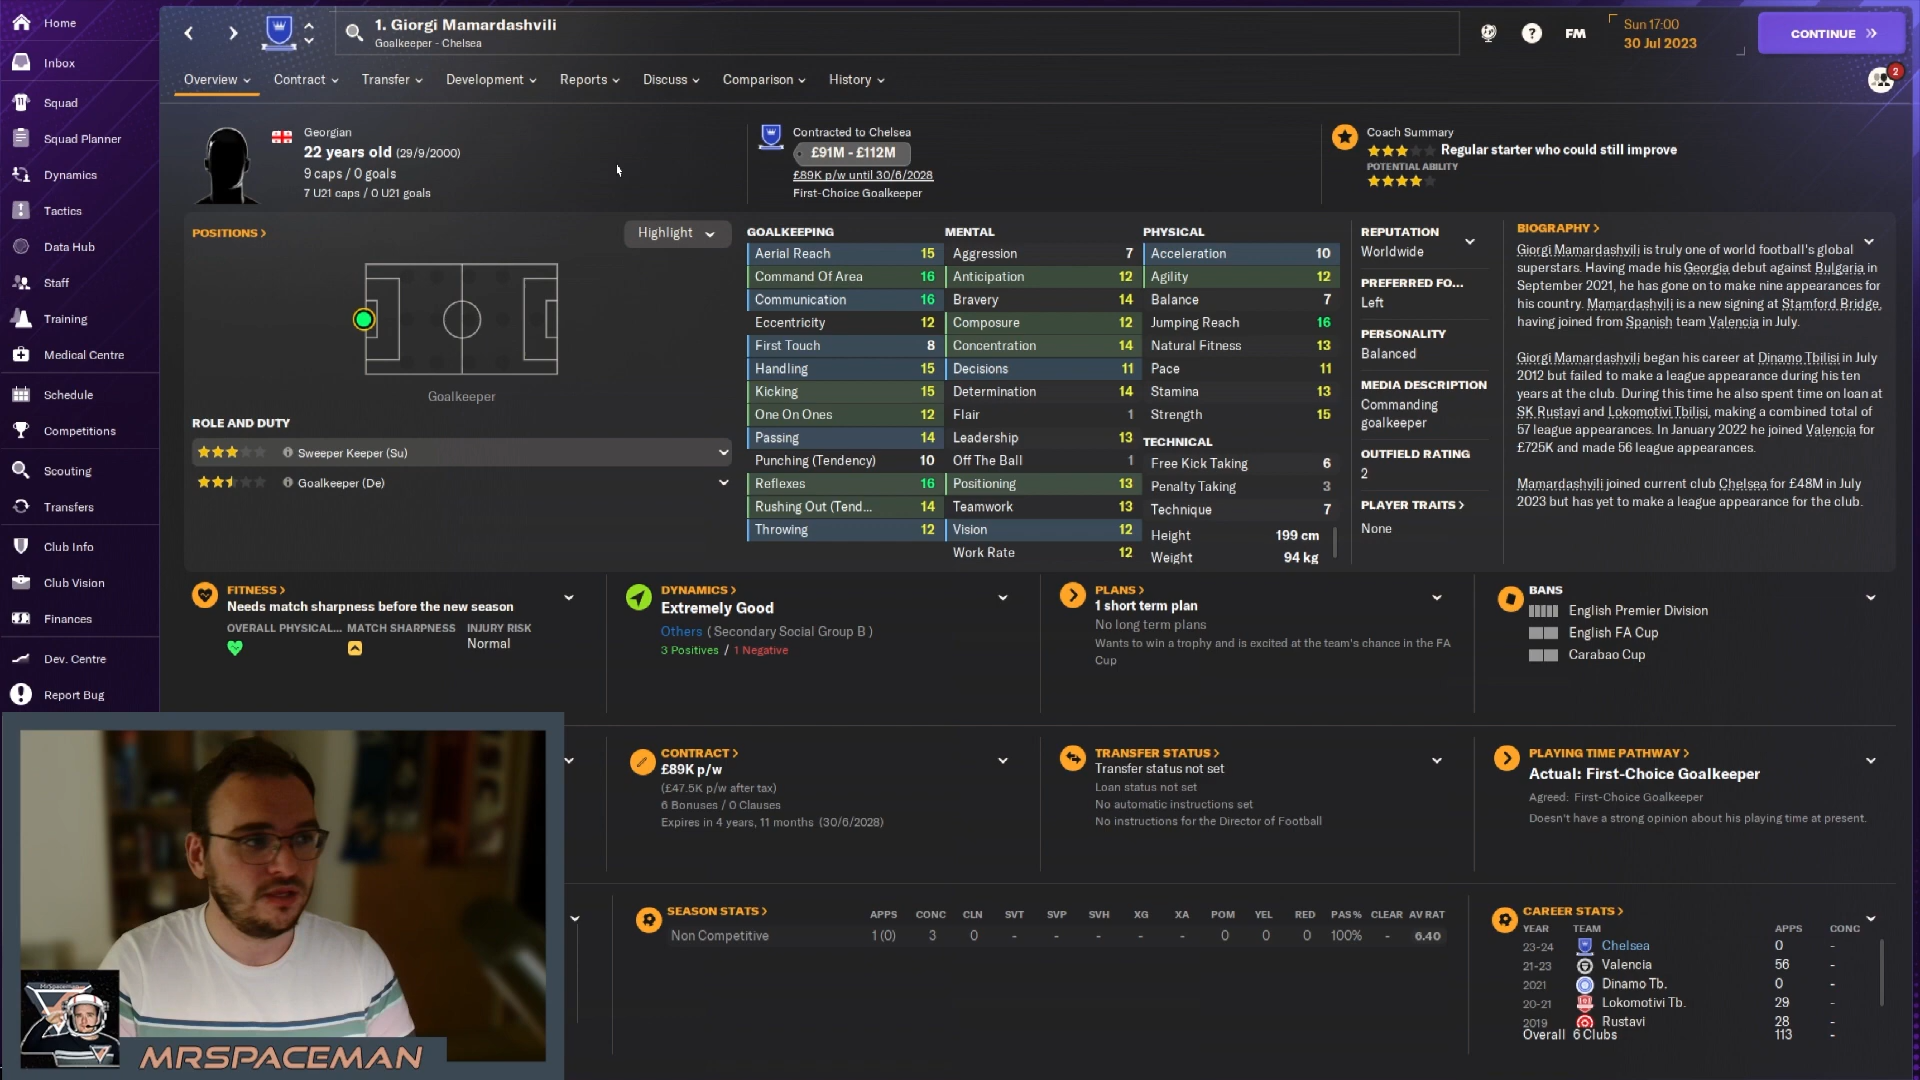 Home
Inbox
Squad
Squad Planner
Dynamics
Tactics
Data Hub
Staff
Training
Medical Centre
Schedule
Competitions
Scouting
Transfers
Club Info
Club Vision
Finances
Dev. Centre
Report Bug
1. Giorgi Mamardashvili
Goalkeeper - Chelsea
FM
Sun 17:00
30 Jul 2023
CONTINUE
Overview Contract Transfer Development Reports Discuss Comparison History
2
Georgian
22 years old (29/9/2000)
9 caps / 0 goals
7 U21 caps / 0 U21 goals
Contracted to Chelsea
£91M - £112M
£89K p/w until 30/6/2028
First-Choice Goalkeeper
Coach Summary
Regular starter who could still improve
POTENTIAL ABILITY
POSITIONS >
Highlight
Goalkeeper
ROLE AND DUTY
Sweeper Keeper (Su)
Goalkeeper (De)
GOALKEEPING
Aerial Reach 15
Command Of Area 16
Communication 16
Eccentricity 12
First Touch 8
Handling 15
Kicking 15
One On Ones 12
Passing 14
Punching (Tendency) 10
Reflexes 16
Rushing Out (Tend... 14
Throwing 12
MENTAL
Aggression 7
Anticipation 12
Bravery 14
Composure 12
Concentration 14
Decisions 11
Determination 14
Flair 1
Leadership 13
Off The Ball 1
Positioning 13
Teamwork 13
Vision 12
Work Rate 12
PHYSICAL
Acceleration 10
Agility 12
Balance 7
Jumping Reach 16
Natural Fitness 13
Pace 11
Stamina 13
Strength 15
TECHNICAL
Free Kick Taking 6
Penalty Taking 3
Technique 7
Height 199 cm
Weight 94 kg
REPUTATION
Worldwide
PREFERRED FO...
Left
PERSONALITY
Balanced
MEDIA DESCRIPTION
Commanding
goalkeeper
OUTFIELD RATING
2
PLAYER TRAITS >
None
BIOGRAPHY >
Giorgi Mamardashvili is truly one of world football's global
superstars. Having made his Georgia debut against Bulgaria in
September 2021, he has gone on to make nine appearances for
his country. Mamardashvili is a new signing at Stamford Bridge,
having joined from Spanish team Valencia in July.
Giorgi Mamardashvili began his career at Dinamo Tbilisi in July
2012 but failed to make a league appearance during his ten
years at the club. During this time he also spent time on loan at
SK Rustavi and Lokomotivi Tbilisi, making a combined total of
57 league appearances. In January 2022 he joined Valencia for
£725K and made 56 league appearances.
Mamardashvili joined current club Chelsea for £48M in July
2023 but has yet to make a league appearance for the club.
FITNESS >
Needs match sharpness before the new season
OVERALL PHYSICAL... MATCH SHARPNESS INJURY RISK
Normal
DYNAMICS >
Extremely Good
Others ( Secondary Social Group B )
3 Positives / 1 Negative
PLANS >
1 short term plan
No long term plans
Wants to win a trophy and is excited at the team's chance in the FA
Cup
BANS
English Premier Division
English FA Cup
Carabao Cup
CONTRACT >
£89K p/w
(£47.5K p/w after tax)
6 Bonuses / 0 Clauses
Expires in 4 years, 11 months (30/6/2028)
TRANSFER STATUS >
Transfer status not set
Loan status not set
No automatic instructions set
No instructions for the Director of Football
PLAYING TIME PATHWAY >
Actual: First-Choice Goalkeeper
Agreed: First-Choice Goalkeeper
Doesn't have a strong opinion about his playing time at present.
SEASON STATS > APPS CONC CLN SVT SVP SVH XG XA POM YEL RED PAS% CLEAR AV RAT
Non Competitive 1 (0) 3 0 - - - - - 0 0 0 100% - 6.40
CAREER STATS >
YEAR TEAM APPS CONC
23-24 Chelsea 0 -
21-23 Valencia 56 -
2021 Dinamo Tb. 0 -
20-21 Lokomotivi Tb. 29 -
2019 Rustavi 28 -
Overall 6 Clubs 113 -
MRSPACEMAN